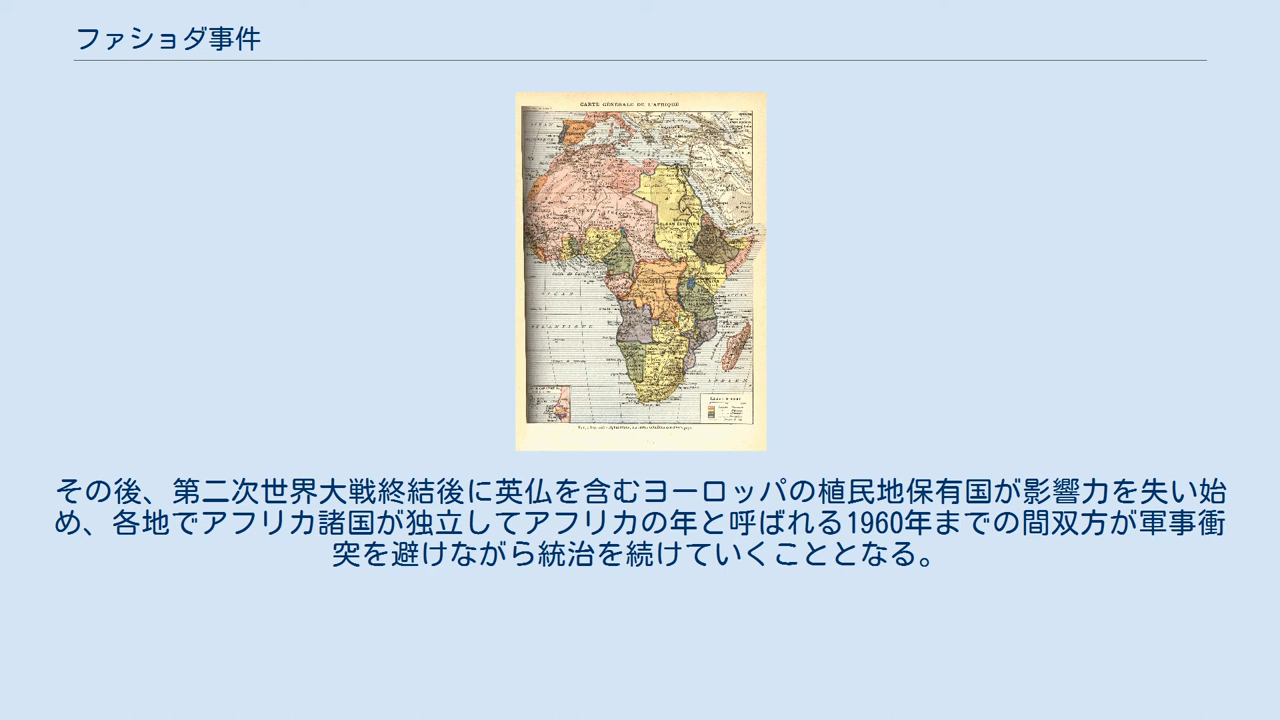 ファショダ事件
CARTE GÉNÉRALE DE L'AFRIQUE
その後、第二次世界大戦終結後に英仏を含むヨーロッパの植民地保有国が影響力を失い始
め、各地でアフリカ諸国が独立してアフリカの年と呼ばれる1960年までの間双方が軍事衝
突を避けながら統治を続けていくこととなる。